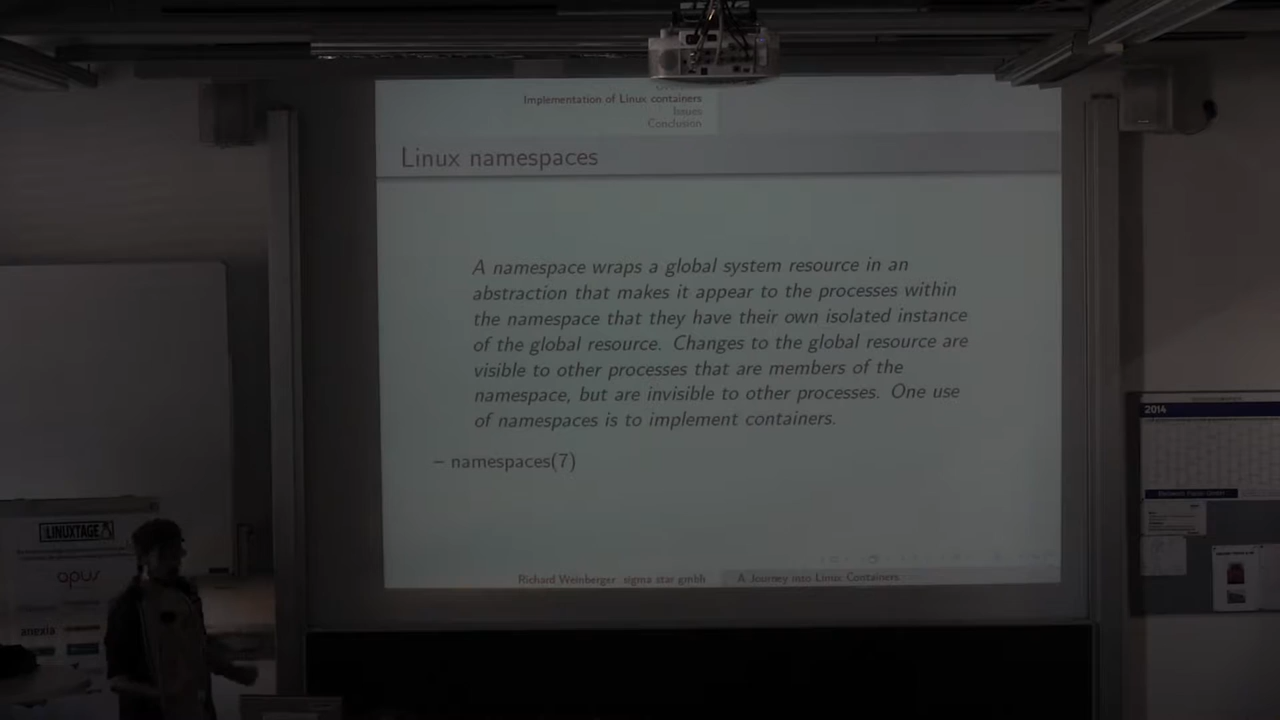 Implementation of Linux containers
Issues
Conclusion
Linux namespaces
A namespace wraps a global system resource in an
abstraction that makes it appear to the processes within
the namespace that they have their own isolated instance
of the global resource. Changes to the global resource are
visible to other processes that are members of the
namespace, but are invisible to other processes. One use
of namespaces is to implement containers.
– namespaces(7)
Richard Weinberger sigma star gmbh
A Journey into Linux Containers
2014
LINUXTAGE
opus
anexia